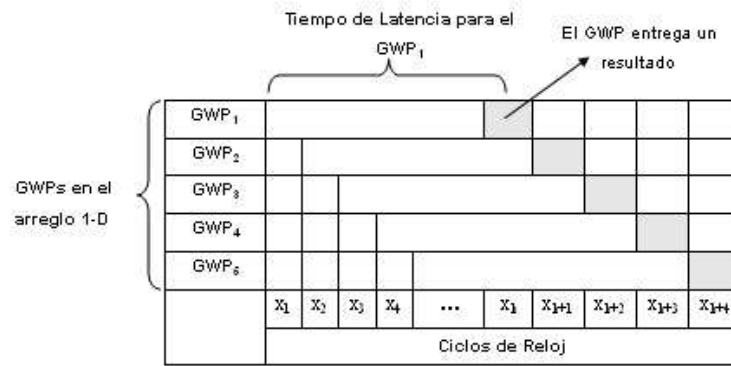 Tiempo de Latencia para el
GWP₁
El GWP entrega un
resultado
GWPs en el
arreglo 1-D
GWP₁
GWP₂
GWP₃
GWP₄
GWP₅
X₁ X₂ X₃ X₄ ... X₁ X₁₊₁ X₁₊₂ X₁₊₃ X₁₊₄
Ciclos de Reloj